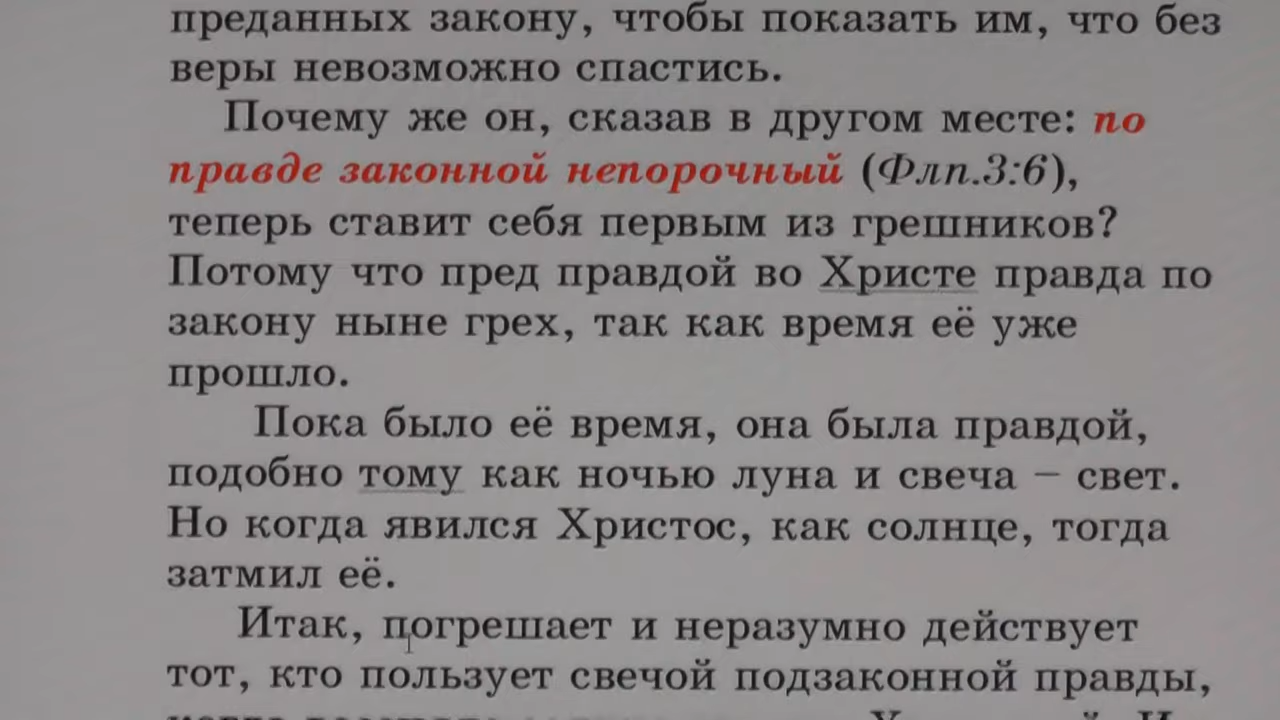 преданных закону, чтобы показать им, что без
веры невозможно спастись.
Почему же он, сказав в другом месте: по
правде законной непорочный (Флп.3:6),
теперь ставит себя первым из грешников?
Потому что пред правдой во Христе правда по
закону ныне грех, так как время её уже
прошло.
Пока было её время, она была правдой,
подобно тому как ночью луна и свеча – свет.
Но когда явился Христос, как солнце, тогда
затмил её.
Итак, погрешает и неразумно действует
тот, кто пользует свечой подзаконной правды,